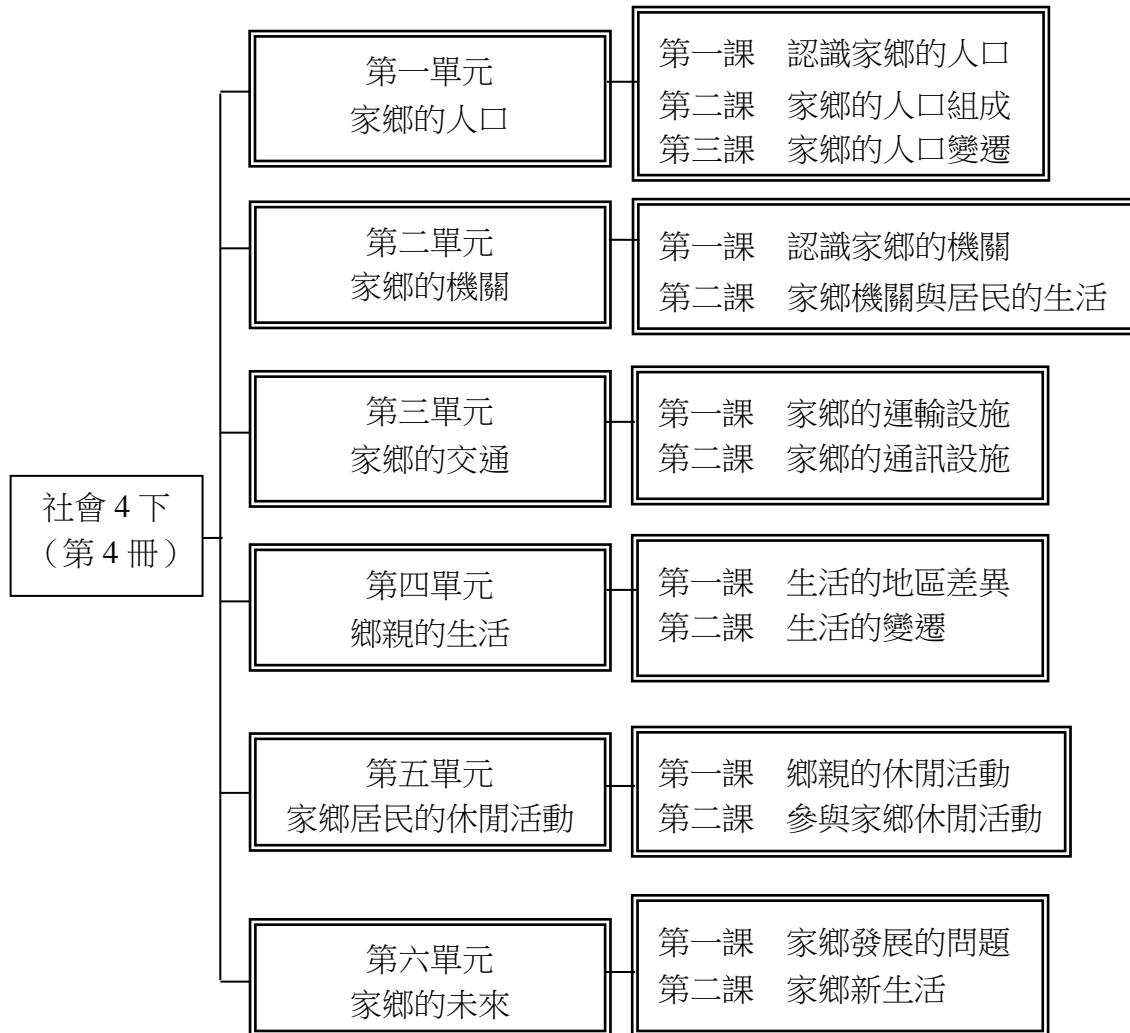 社會 4 下
（第 4 冊）
第一單元
家鄉的人口
第一課　認識家鄉的人口
第二課　家鄉的人口組成
第三課　家鄉的人口變遷
第二單元
家鄉的機關
第一課　認識家鄉的機關
第二課　家鄉機關與居民的生活
第三單元
家鄉的交通
第一課　家鄉的運輸設施
第二課　家鄉的通訊設施
第四單元
鄉親的生活
第一課　生活的地區差異
第二課　生活的變遷
第五單元
家鄉居民的休閒活動
第一課　鄉親的休閒活動
第二課　參與家鄉休閒活動
第六單元
家鄉的未來
第一課　家鄉發展的問題
第二課　家鄉新生活